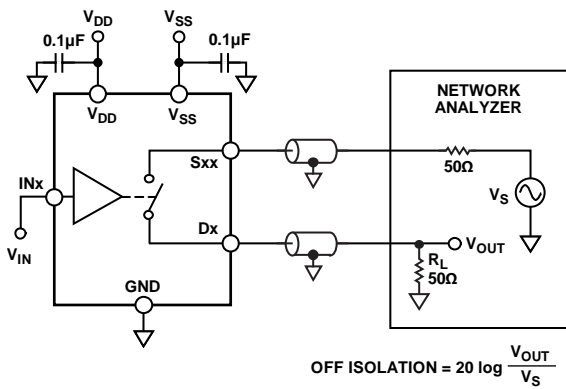 VDD
VSS
0.1µF
0.1µF
VDD
VSS
NETWORK
ANALYZER
Sxx
50Ω
INx
VS
Dx
VOUT
VIN
RL
50Ω
GND
OFF ISOLATION = 20 log VOUT
VS